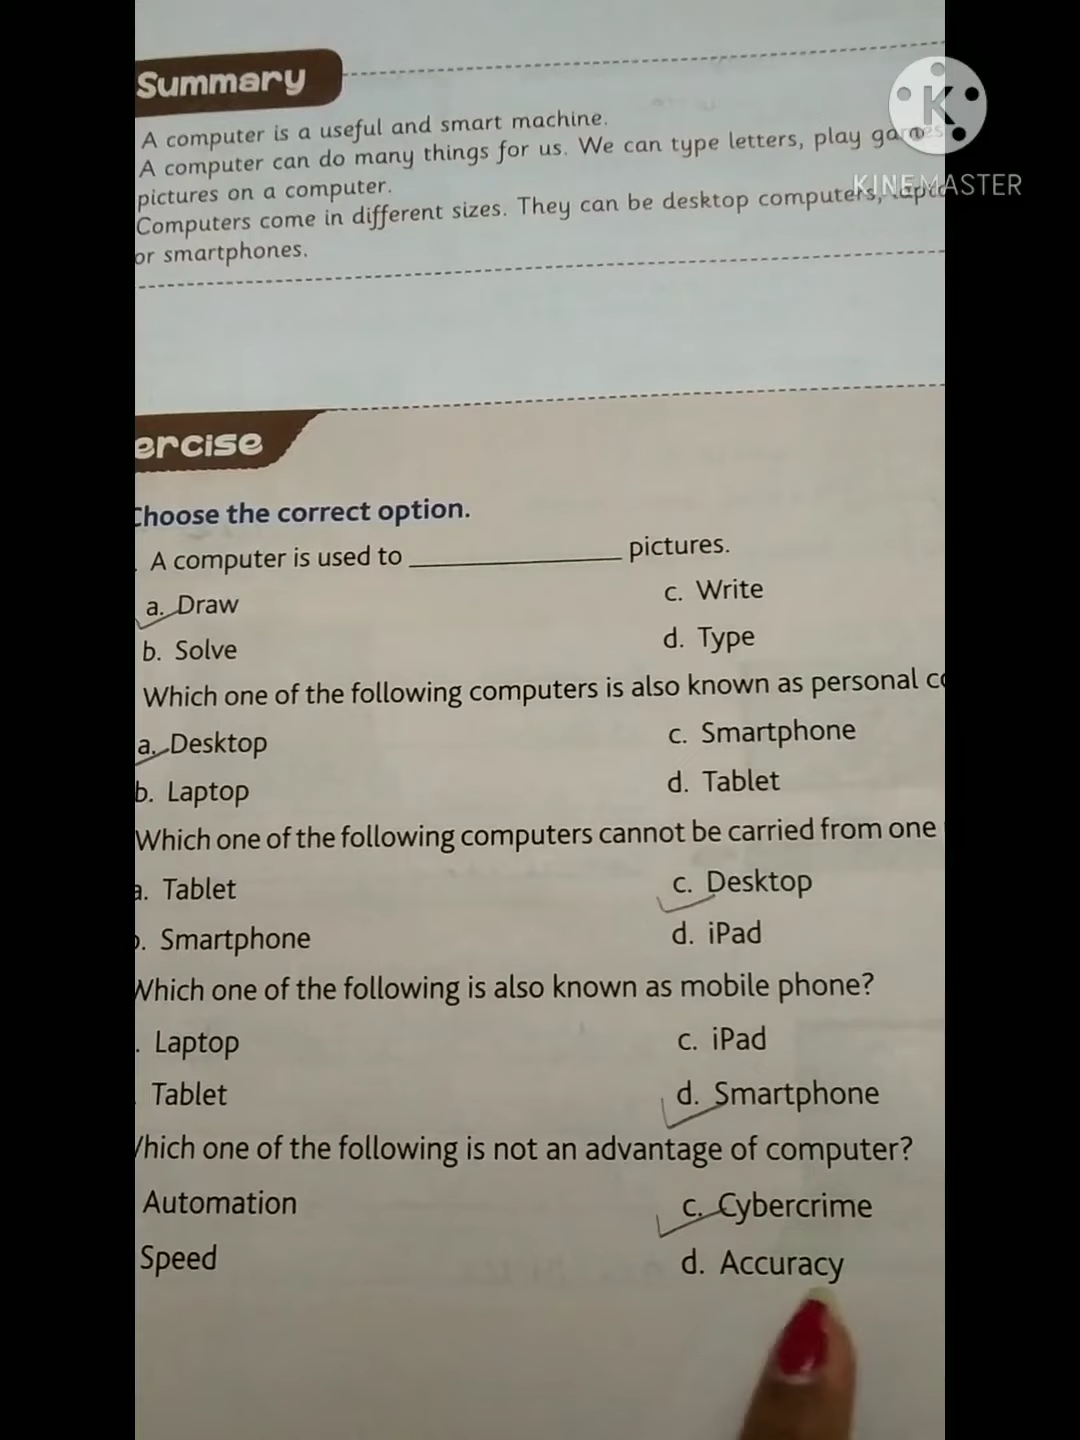 Summary
A computer is a useful and smart machine.
A computer can do many things for us. We can type letters, play games
pictures on a computer.
Computers come in different sizes. They can be desktop computers,
or smartphones.
K
KINEMASTER
ercise
Choose the correct option.
A computer is used to ______________ pictures.
a. Draw
c. Write
b. Solve
d. Type
Which one of the following computers is also known as personal
a. Desktop
c. Smartphone
b. Laptop
d. Tablet
Which one of the following computers cannot be carried from one
a. Tablet
c. Desktop
. Smartphone
d. iPad
Which one of the following is also known as mobile phone?
. Laptop
c. iPad
Tablet
d. Smartphone
Which one of the following is not an advantage of computer?
Automation
c. Cybercrime
Speed
d. Accuracy